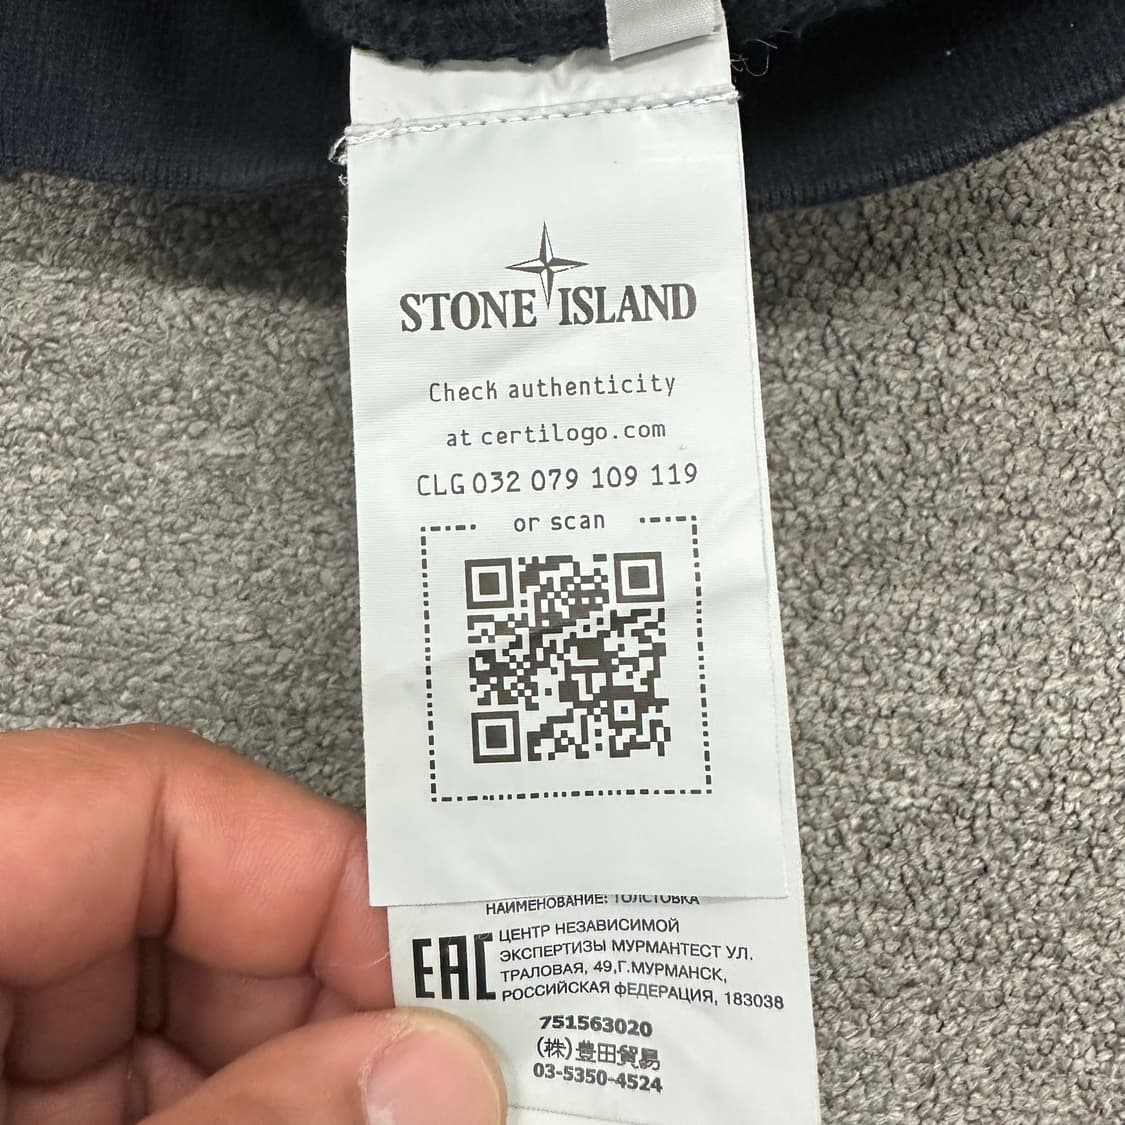 STONE ISLAND
Check authenticity
at certilogo.com
CLG 032 079 109 119
or scan
НАИМЕНОВАНИЕ: ТОЛСТОВКА
EAC
ЦЕНТР НЕЗАВИСИМОЙ
ЭКСПЕРТИЗЫ МУРМАНТЕСТ УЛ.
ТРАЛОВАЯ, 49,Г.МУРМАНСК,
РОССИЙСКАЯ ФЕДЕРАЦИЯ, 183038
751563020
(株)豊田貿易
03-5350-4524